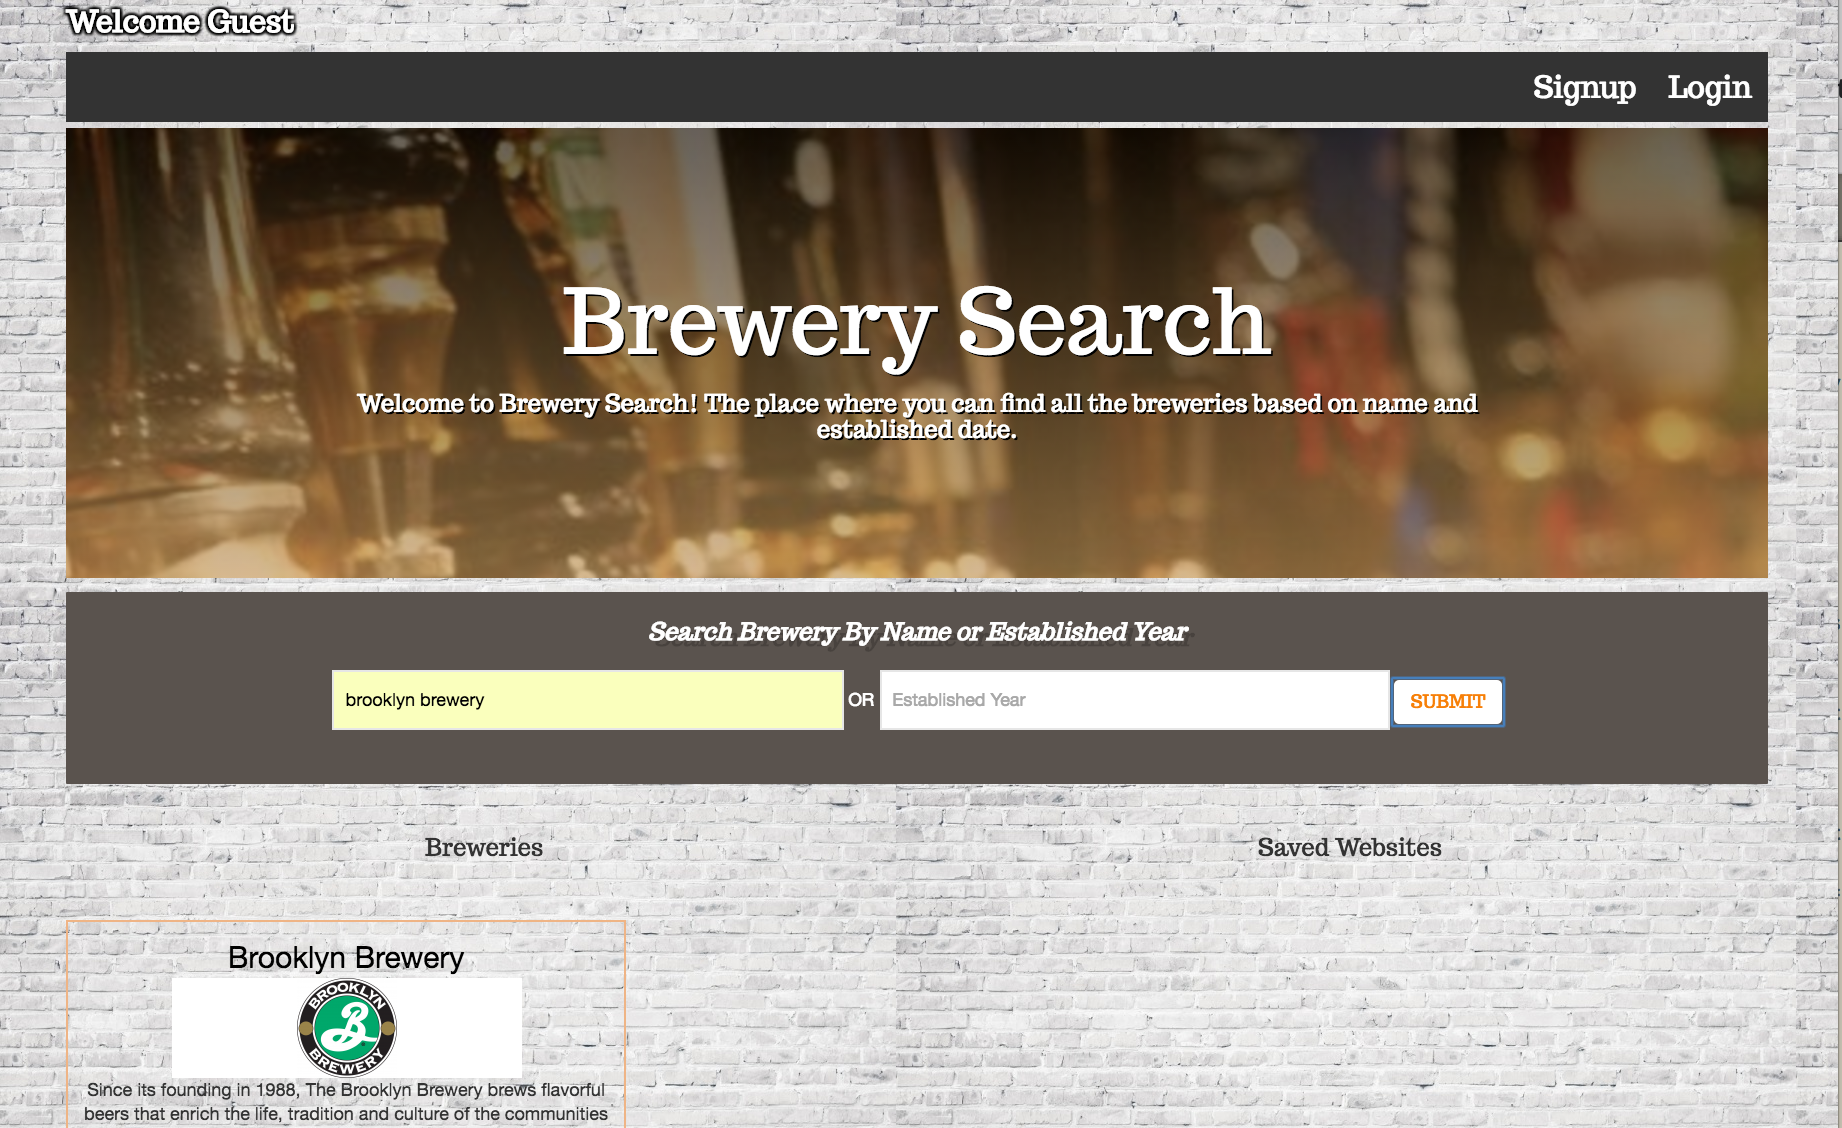 Welcome Guest
Signup Login
Brewery Search
Welcome to Brewery Search! The place where you can find all the breweries based on name and
established date.
Search Brewery By Name or Established Year
brooklyn brewery OR Established Year SUBMIT
Breweries Saved Websites
Brooklyn Brewery
BROOKLYN
B
BREWERY
Since its founding in 1988, The Brooklyn Brewery brews flavorful
beers that enrich the life, tradition and culture of the communities